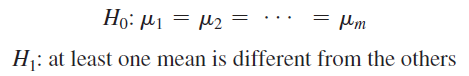 H₀: μ₁ = μ₂ = ··· = μₘ
H₁: at least one mean is different from the others